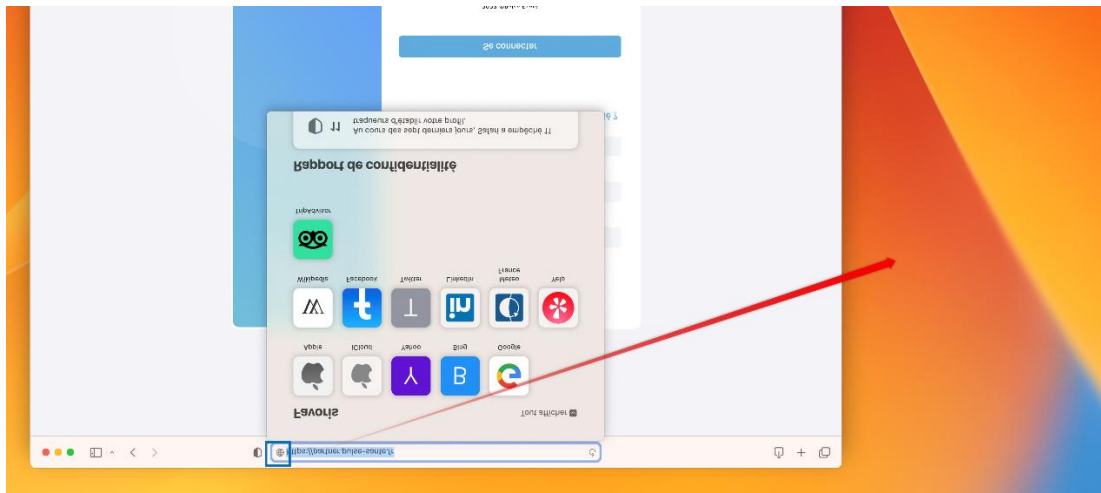 https://partner.pulse-sante.fr
Favoris
Tout afficher
Y B
Apple iCloud Yahoo Bing Google
W T in
Wikipedia Facebook Twitter LinkedIn Meteo France Yelp
TripAdvisor
Rapport de confidentialité
11 Au cours des sept derniers jours, Safari a empêché 11
traqueurs d'établir votre profil.
Se connecter